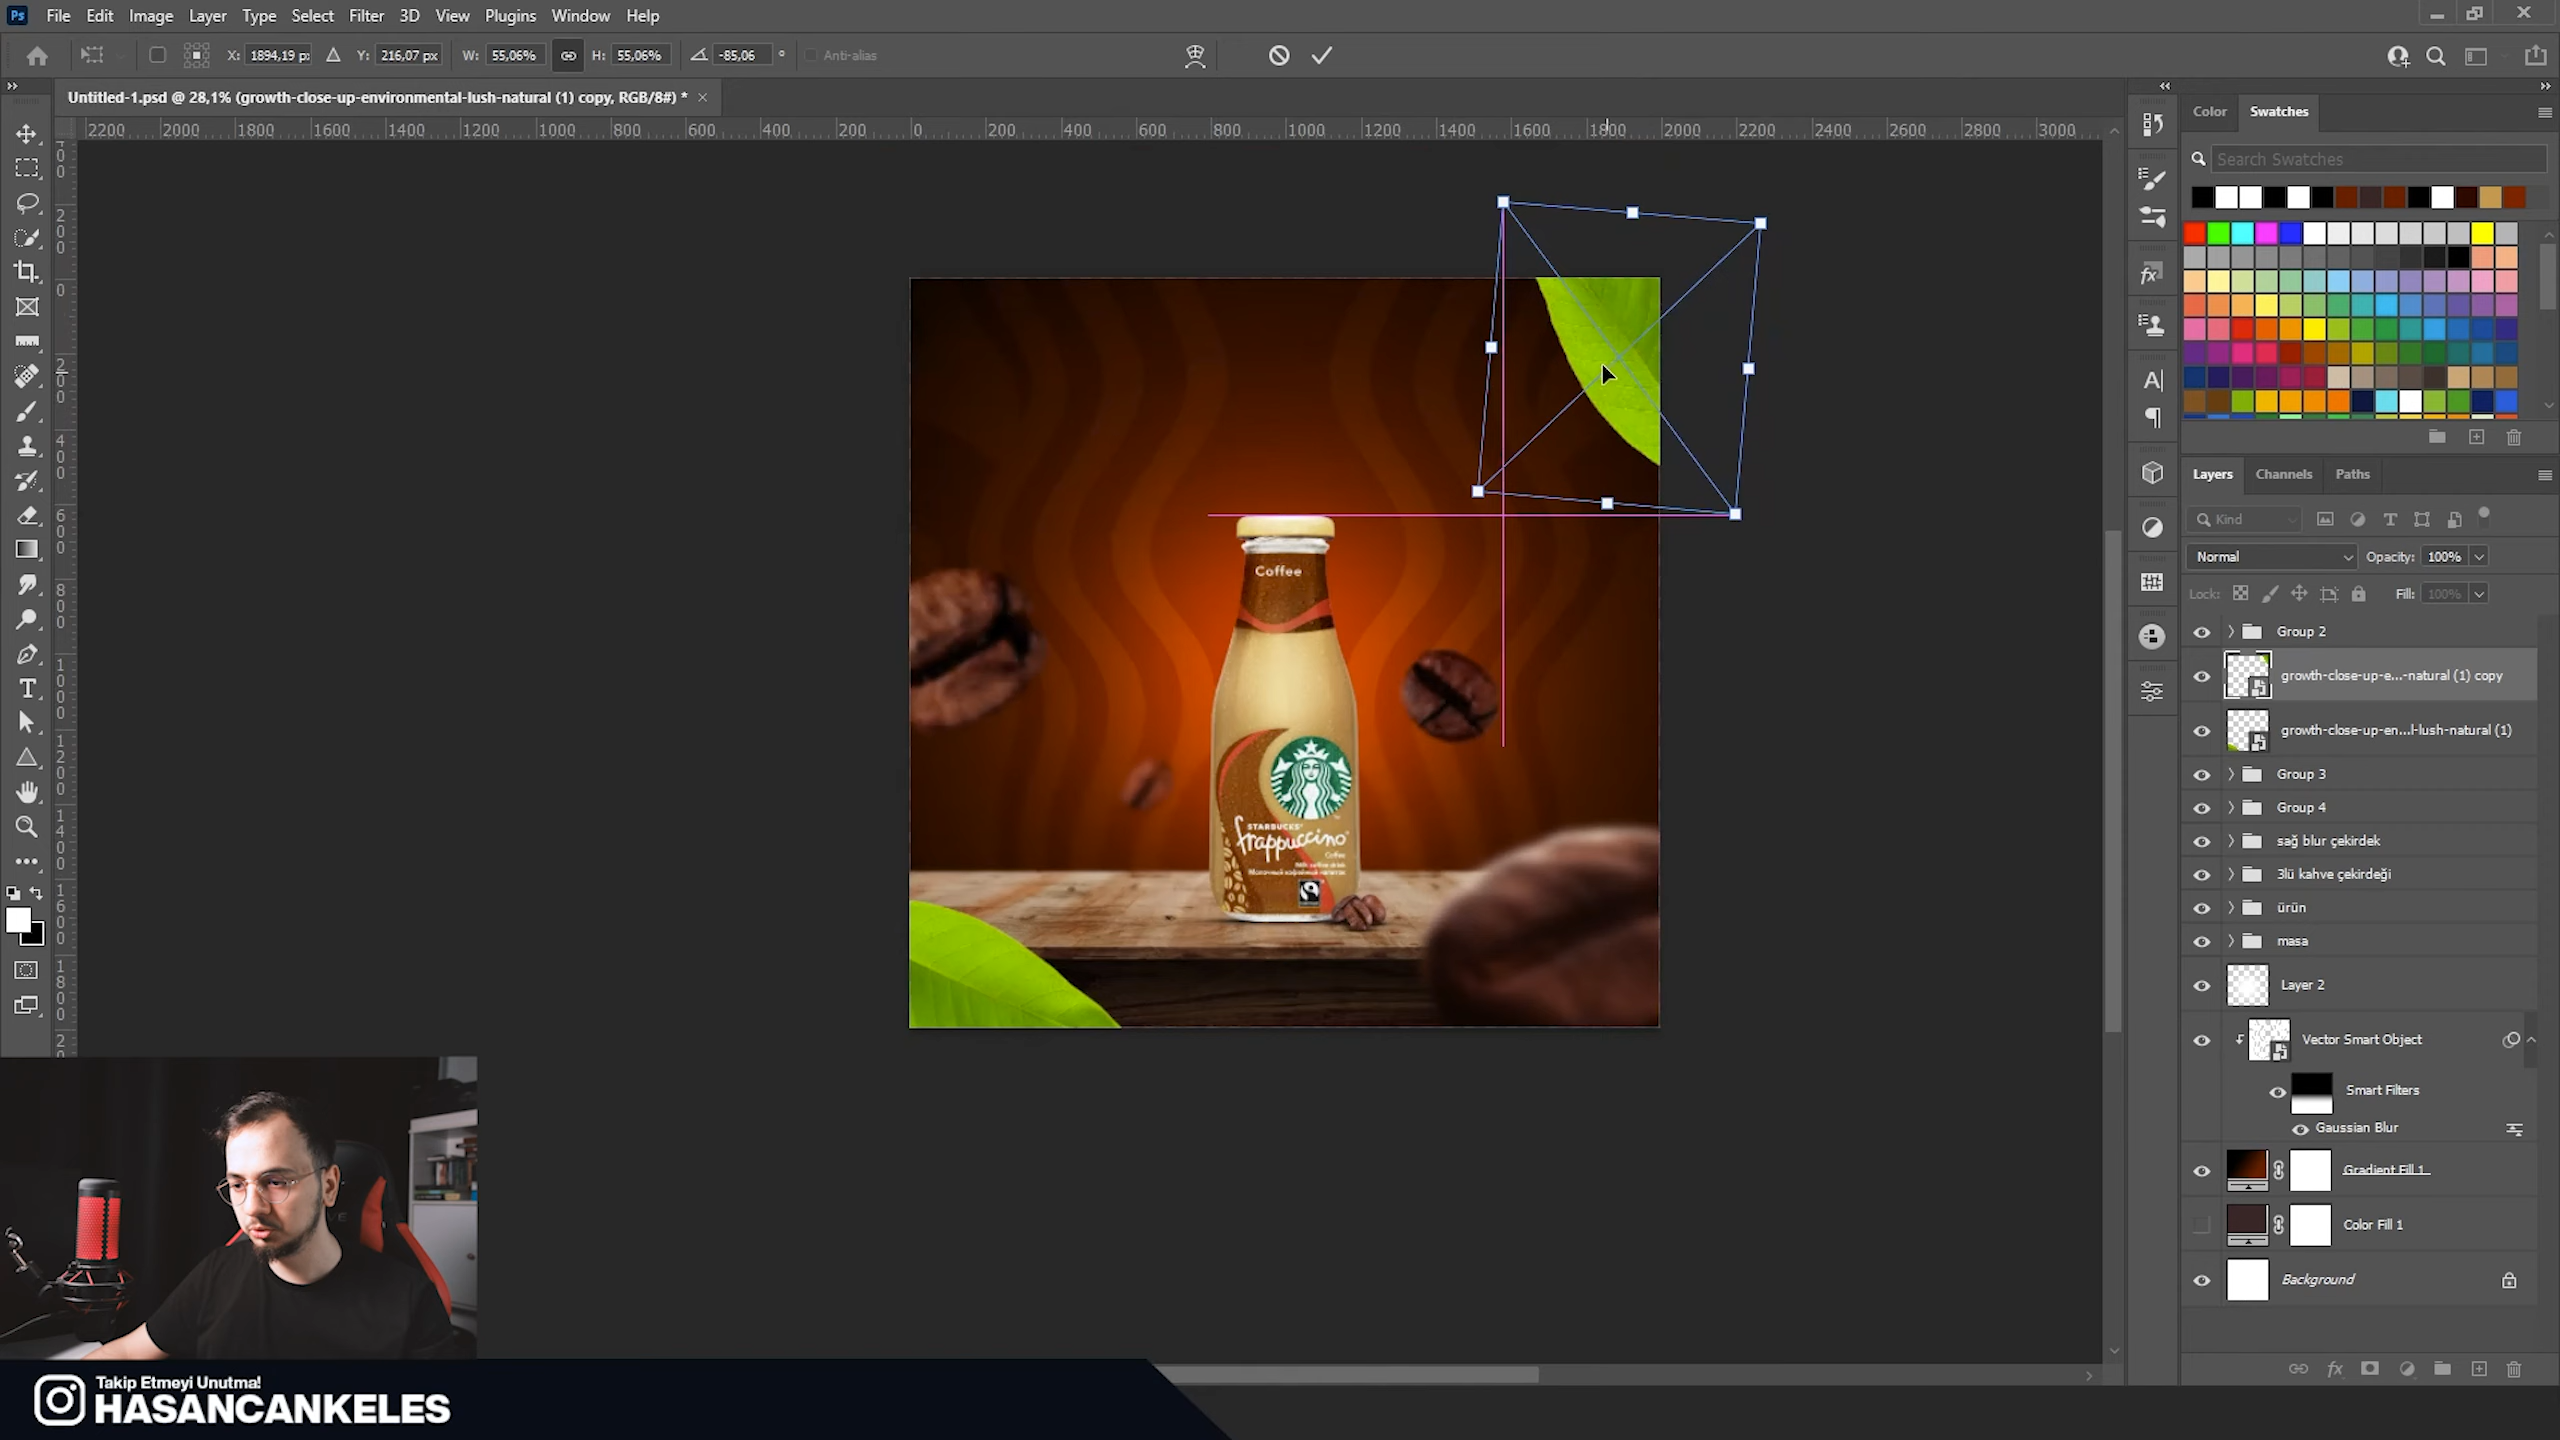 Ps File Edit Image Layer Type Select Filter 3D View Plugins Window Help
X: 1894,19 p Y: 216,07 px W: 55,06% H: 55,06% -85,06 ° Anti-alias
Untitled-1.psd @ 28,1% (growth-close-up-environmental-lush-natural (1) copy, RGB/8#) * ×
2200 2000 1800 1600 1400 1200 1000 800 600 400 200 0 200 400 600 800 1000 1200 1400 1600 1800 2000 2200 2400 2600 2800 3000
Color Swatches
Search Swatches
Layers Channels Paths
Kind
Normal Opacity: 100%
Lock: Fill: 100%
Group 2
growth-close-up-e...-natural (1) copy
growth-close-up-en...l-lush-natural (1)
Group 3
Group 4
sağ blur çekirdek
3lü kahve çekirdeği
ürün
masa
Layer 2
Vector Smart Object
Smart Filters
Gaussian Blur
Gradient Fill 1
Color Fill 1
Background
Coffee
STARBUCKS
frappuccino
Coffee
Takip Etmeyi Unutma!
HASANCANKELES